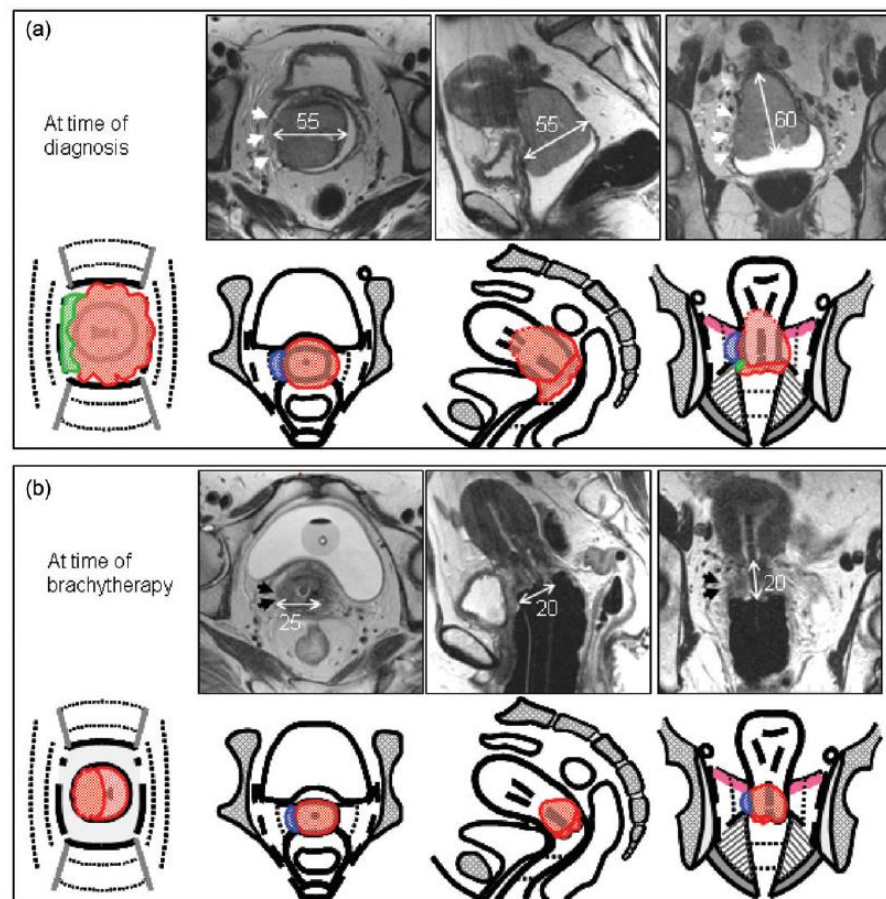 (a)
At time of
diagnosis
55
55
60
(b)
At time of
brachytherapy
25
20
20